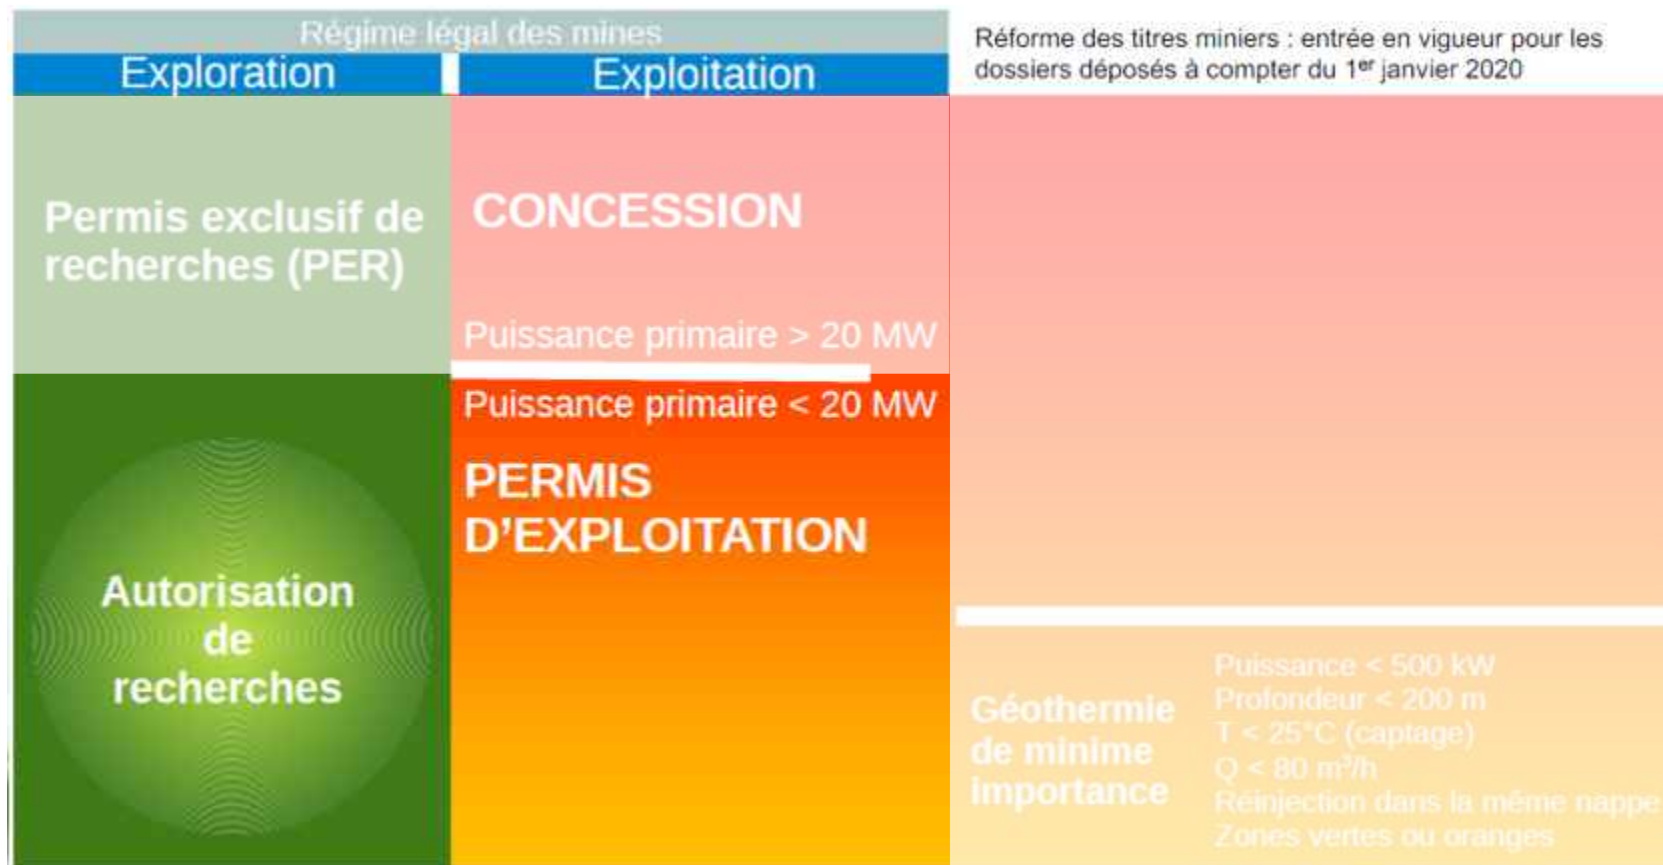 Régime légal des mines
Exploration
Exploitation
Réforme des titres miniers : entrée en vigueur pour les
dossiers déposés à compter du 1er janvier 2020
Permis exclusif de
recherches (PER)
CONCESSION
Puissance primaire > 20 MW
Puissance primaire < 20 MW
PERMIS
D’EXPLOITATION
Autorisation
de
recherches
Géothermie
de minime
importance
Puissance < 500 kW
Profondeur < 200 m
T < 25°C (captage)
Q < 80 m³/h
Réinjection dans la même nappe
Zones vertes ou oranges